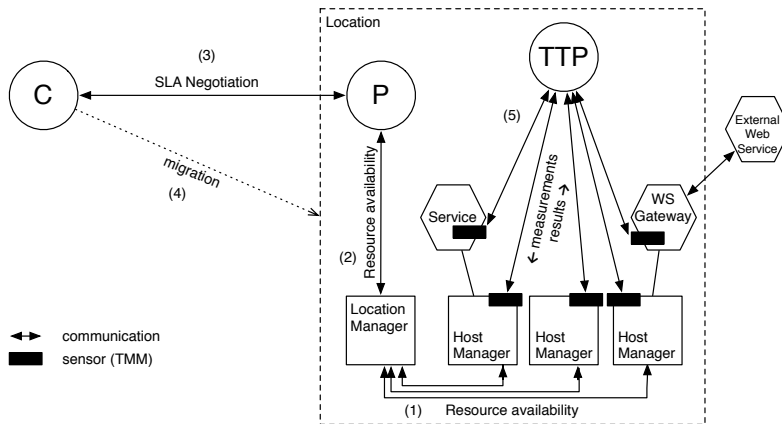 Location
(3)
SLA Negotiation
C
P
TTP
(5)
External
Web
Service
migration
(4)
Resource availability
(2)
Service
← measurements
results →
WS
Gateway
Location
Manager
Host
Manager
Host
Manager
Host
Manager
communication
sensor (TMM)
(1) Resource availability